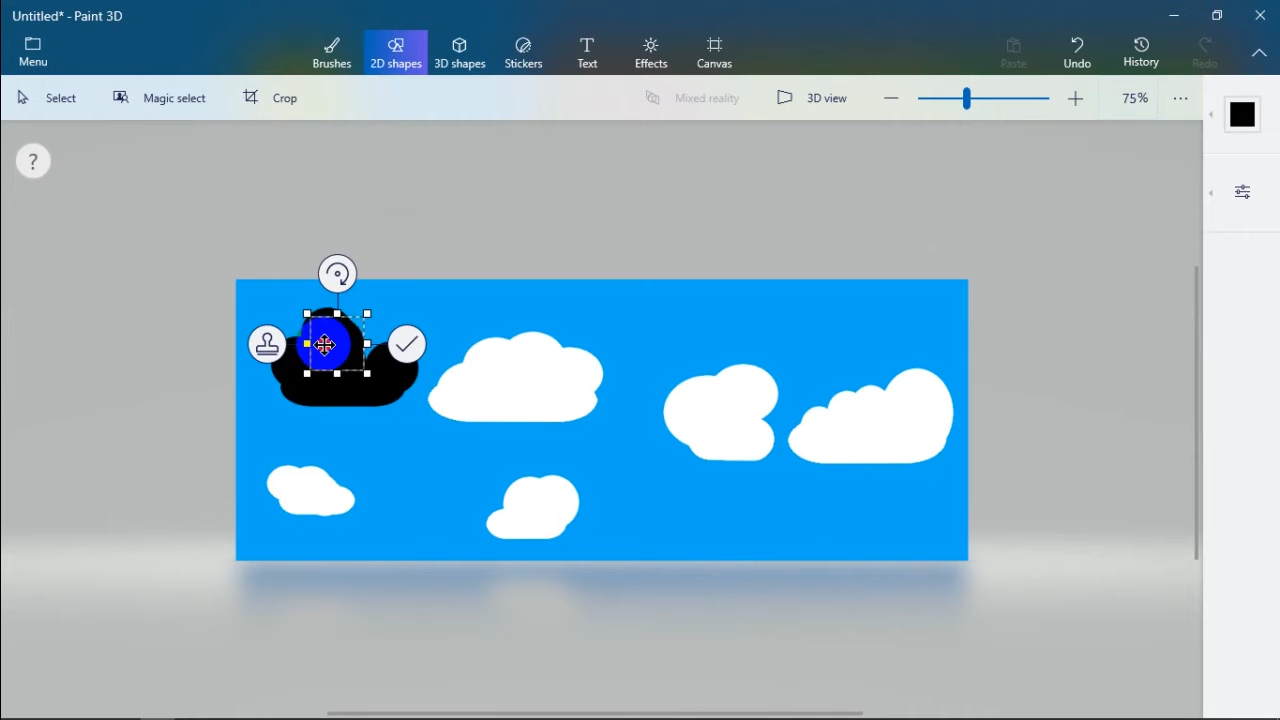 Untitled* - Paint 3D
Menu
Brushes
2D shapes
3D shapes
Stickers
Text
Effects
Canvas
Paste
Undo
History
Redo
Select
Magic select
Crop
Mixed reality
3D view
75%
?